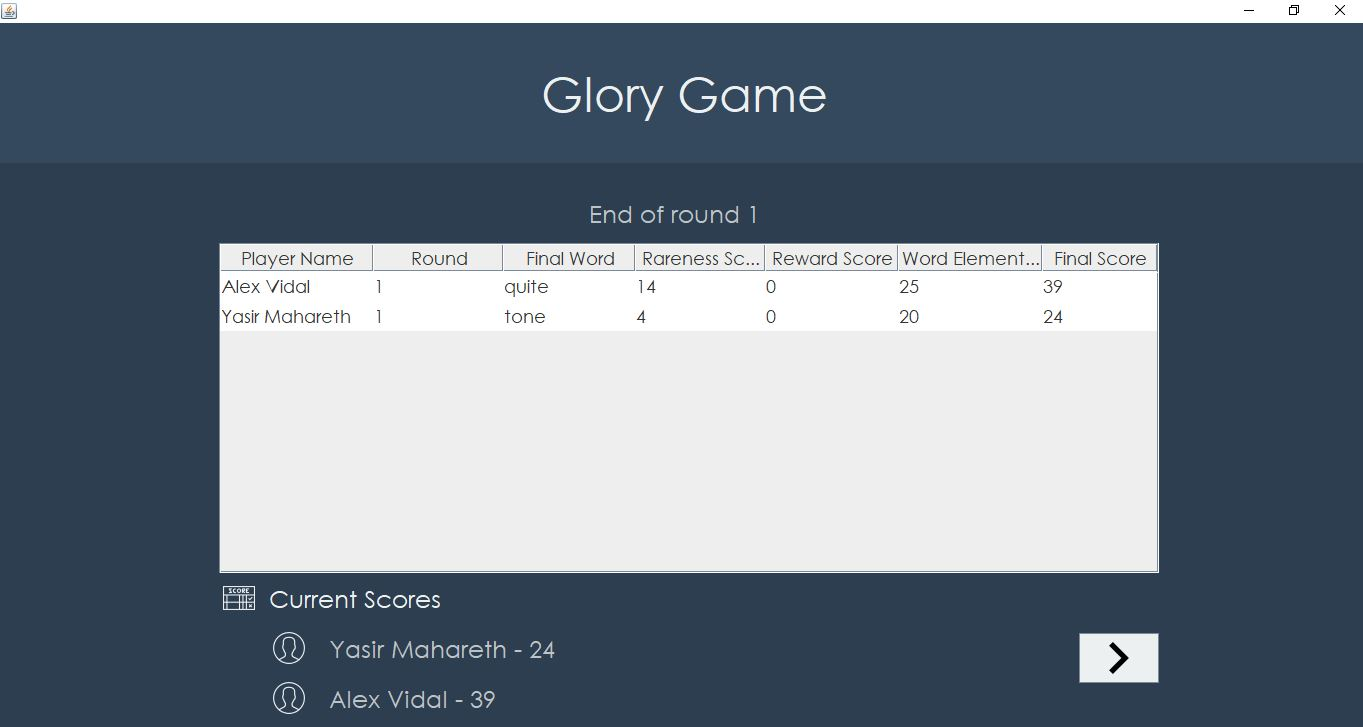 Glory Game
End of round 1
Player Name Round Final Word Rareness Sc... Reward Score Word Element... Final Score
Alex Vidal 1 quite 14 0 25 39
Yasir Mahareth 1 tone 4 0 20 24
SCORE
Current Scores
Yasir Mahareth - 24
Alex Vidal - 39